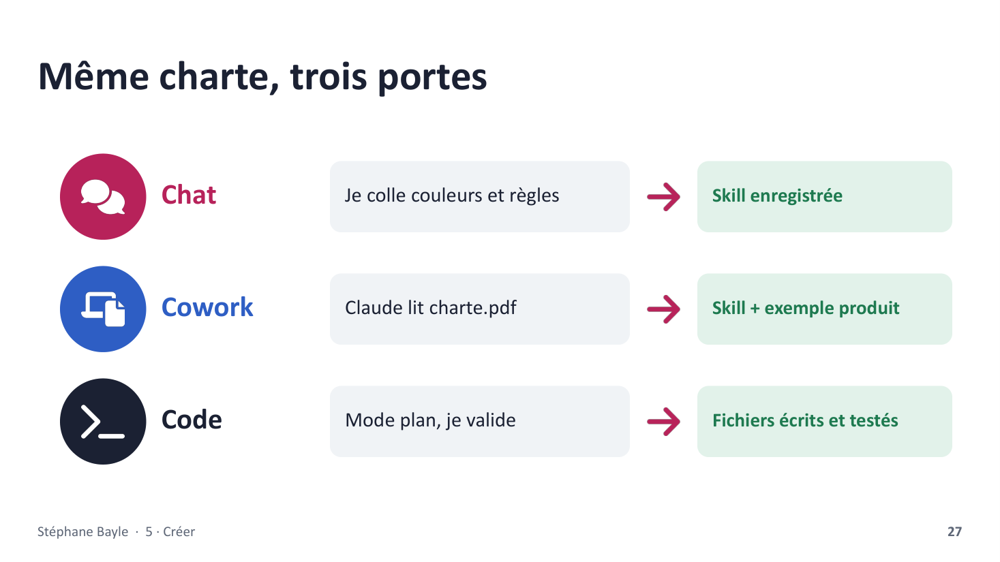 Même charte, trois portes
Chat
Je colle couleurs et règles
Skill enregistrée
Cowork
Claude lit charte.pdf
Skill + exemple produit
Code
Mode plan, je valide
Fichiers écrits et testés
Stéphane Bayle · 5 · Créer
27